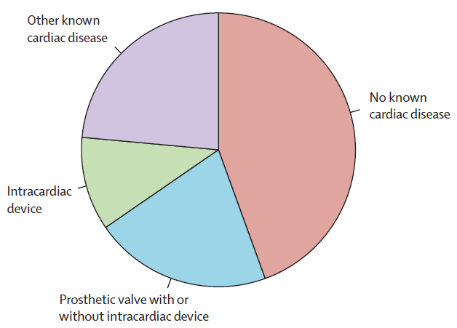 Other known
cardiac disease
No known
cardiac disease
Intracardiac
device
Prosthetic valve with or
without intracardiac device